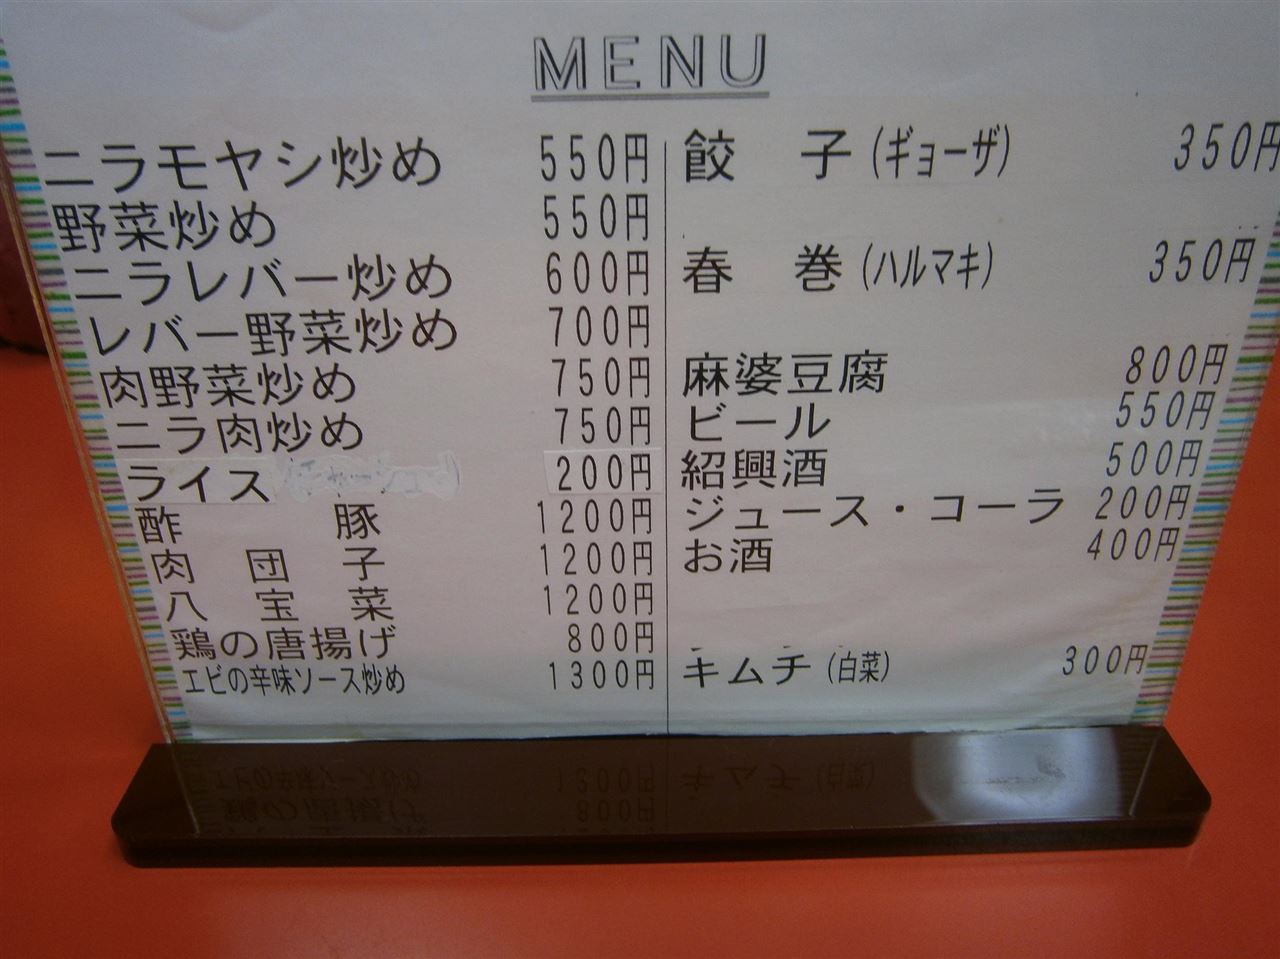 MENU
ニラモヤシ炒め 550円
野菜炒め 550円
ニラレバー炒め 600円
レバー野菜炒め 700円
肉野菜炒め 750円
ニラ肉炒め 750円
ライス 200円
酢豚 1200円
肉団子 1200円
八宝菜 1200円
鶏の唐揚げ 800円
エビの辛味ソース炒め 1300円
餃子(ギョーザ) 350円
春巻(ハルマキ) 350円
麻婆豆腐 800円
ビール 550円
紹興酒 500円
ジュース・コーラ 200円
お酒 400円
キムチ(白菜) 300円